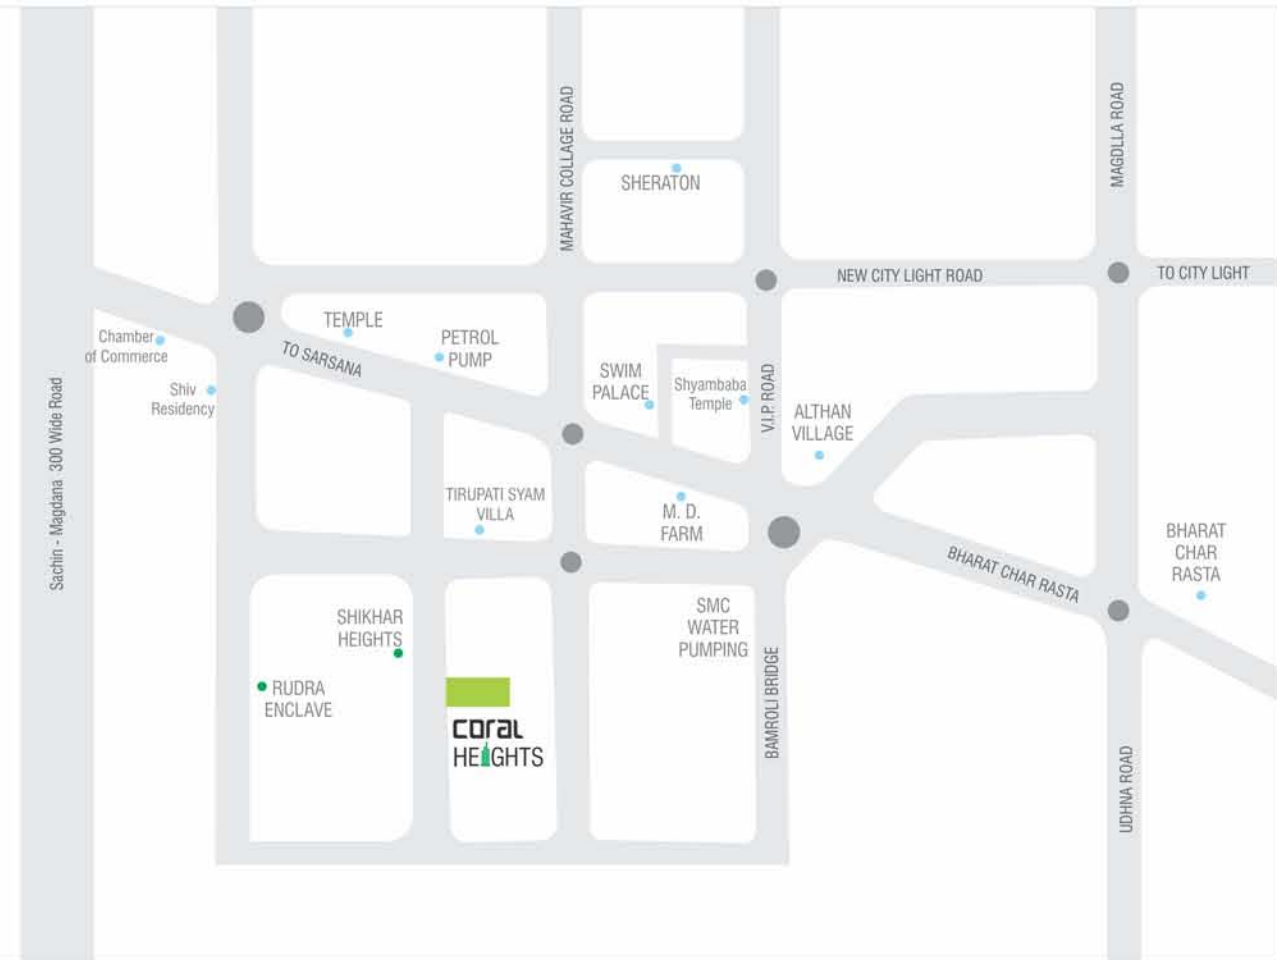 MAHAVIR COLLAGE ROAD
MAGDLLA ROAD
SHERATON
NEW CITY LIGHT ROAD
TO CITY LIGHT
TEMPLE
PETROL
PUMP
TO SARSANA
Chamber
of Commerce
Shiv
Residency
SWIM
PALACE
Shyambaba
Temple
V.I.P. ROAD
ALTHAN
VILLAGE
Sachin - Magdana 300 Wide Road
TIRUPATI SYAM
VILLA
M. D.
FARM
BHARAT CHAR RASTA
BHARAT
CHAR
RASTA
SHIKHAR
HEIGHTS
SMC
WATER
PUMPING
RUDRA
ENCLAVE
BAMROLI BRIDGE
coral
HEIGHTS
UDHNA ROAD